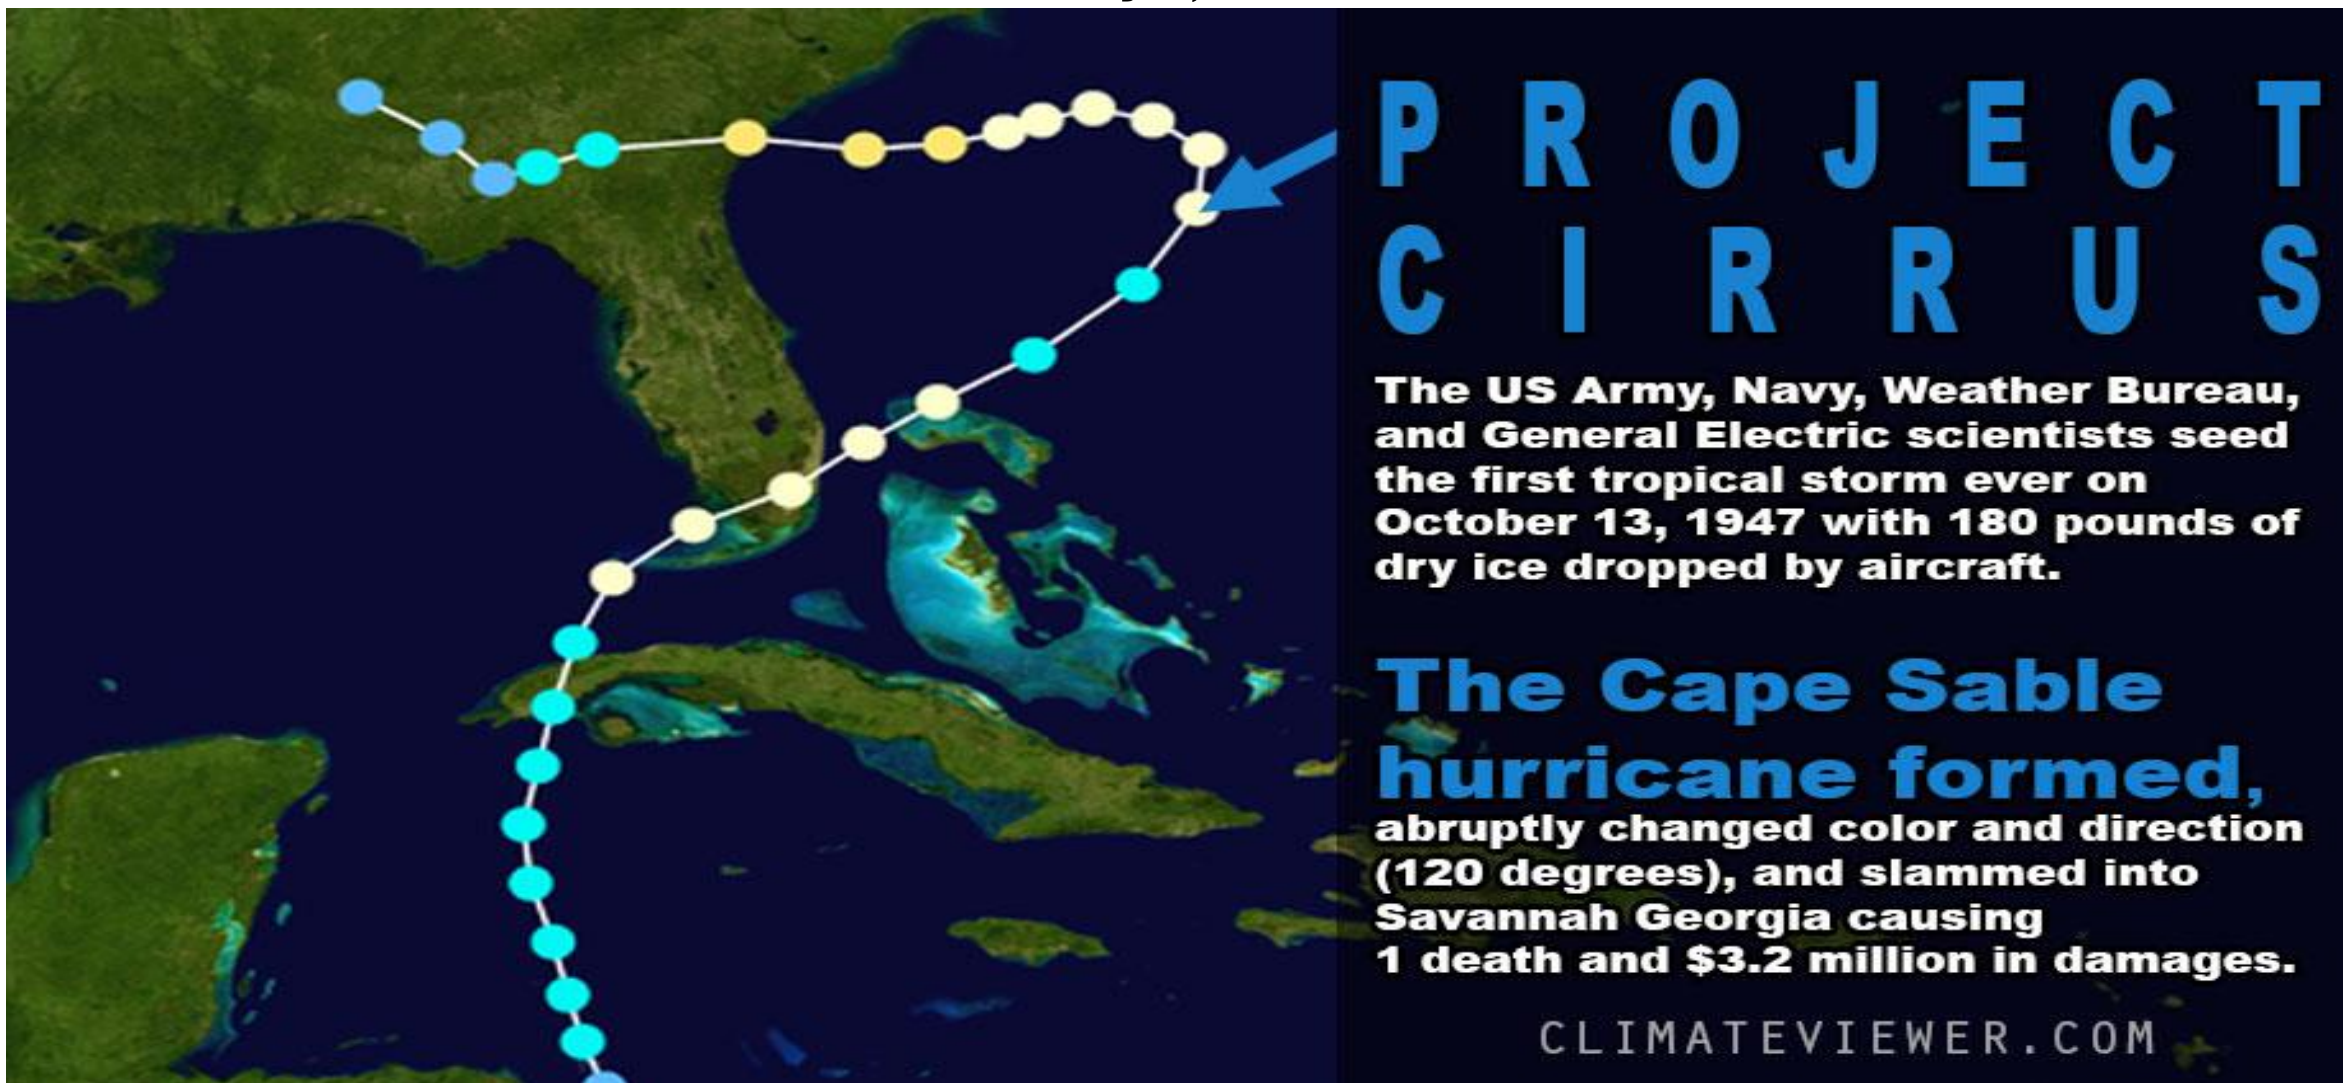 PROJECT
CIRRUS
The US Army, Navy, Weather Bureau,
and General Electric scientists seed
the first tropical storm ever on
October 13, 1947 with 180 pounds of
dry ice dropped by aircraft.
The Cape Sable
hurricane formed,
abruptly changed color and direction
(120 degrees), and slammed into
Savannah Georgia causing
1 death and $3.2 million in damages.
CLIMATEVIEWER.COM